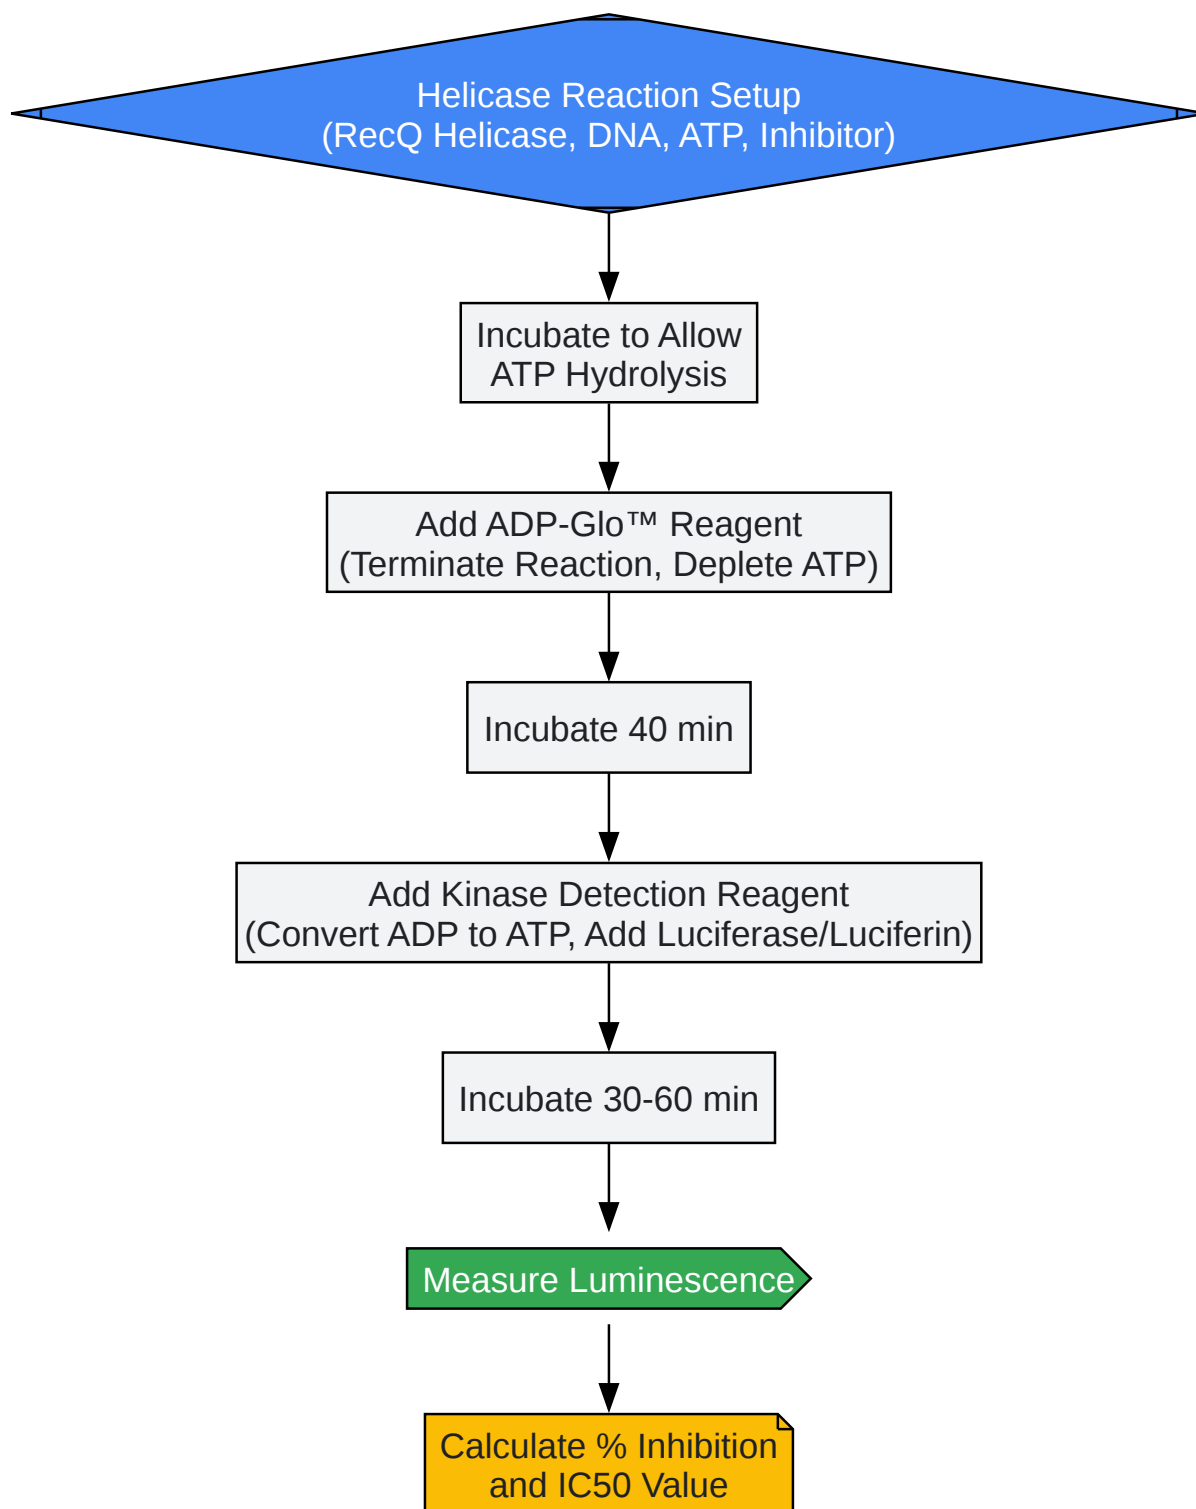 Helicase Reaction Setup
(RecQ Helicase, DNA, ATP, Inhibitor)
Incubate to Allow
ATP Hydrolysis
Add ADP-Glo™ Reagent
(Terminate Reaction, Deplete ATP)
Incubate 40 min
Add Kinase Detection Reagent
(Convert ADP to ATP, Add Luciferase/Luciferin)
Incubate 30-60 min
Measure Luminescence
Calculate % Inhibition
and IC50 Value